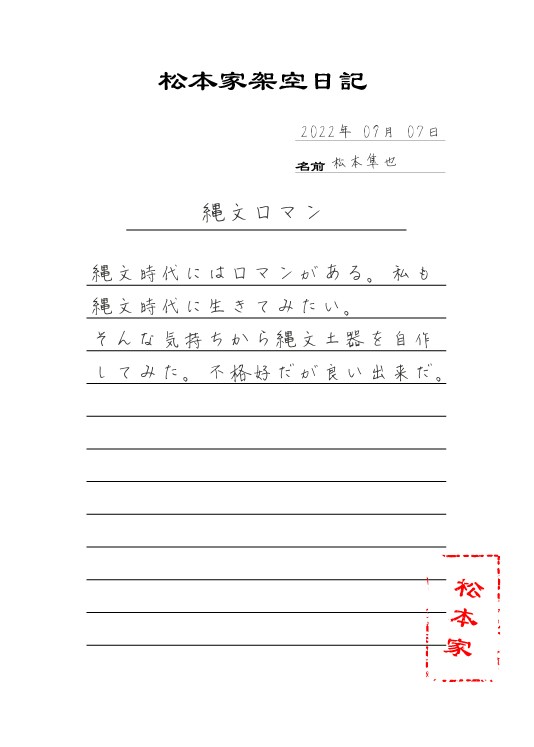 松本家架空日記
2022年 07月 07日
名前 松本隼也
縄文ロマン
縄文時代にはロマンがある。私も
縄文時代に生きてみたい。
そんな気持ちから縄文土器を自作
してみた。不格好だが良い出来だ。
松本家